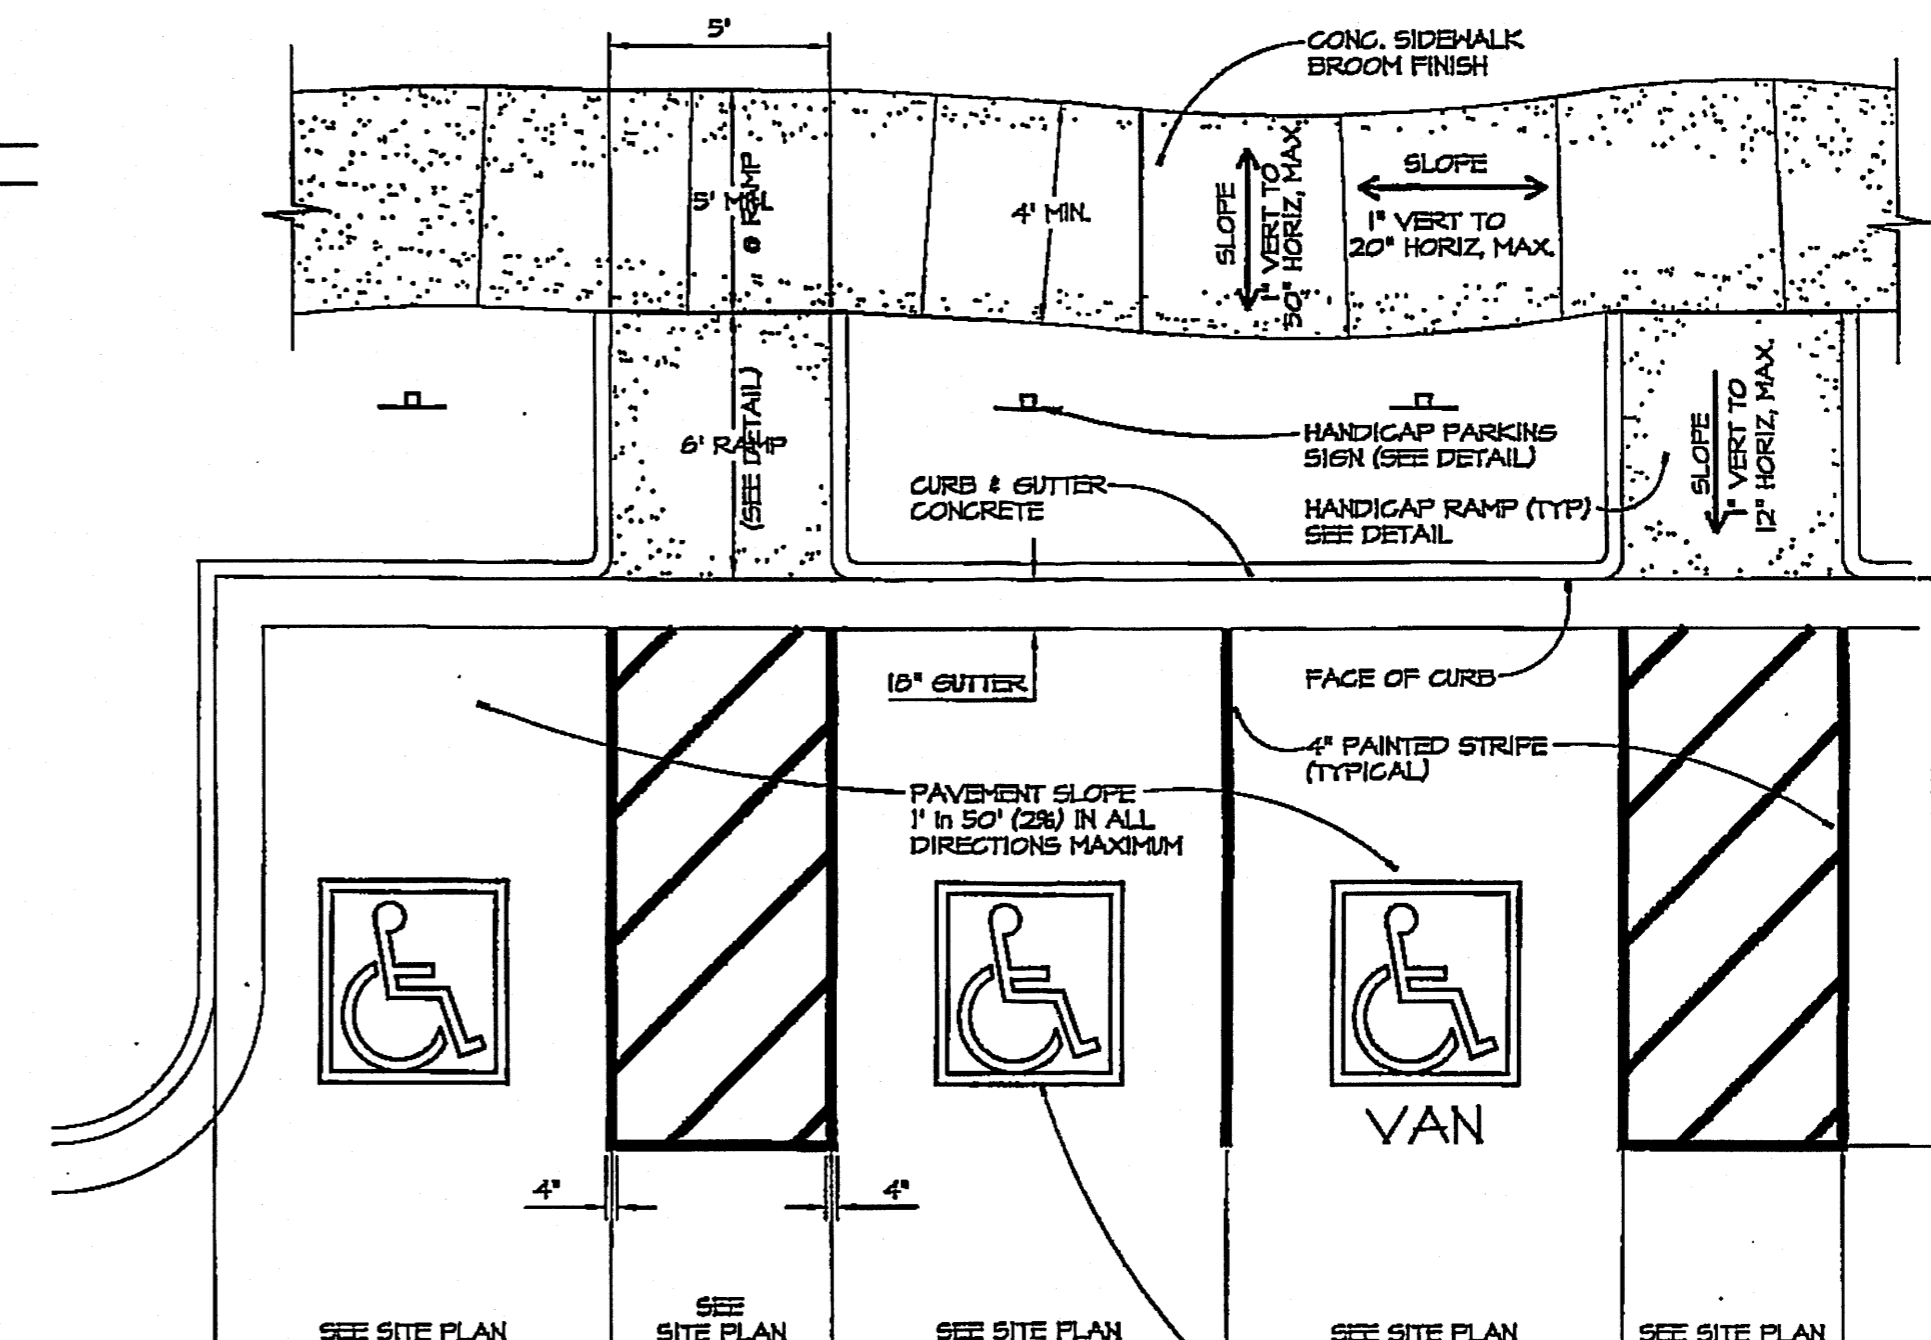 5'
CONC. SIDEWALK
BROOM FINISH
5' MIN.
@ RAMP
4' MIN.
SLOPE
1" VERT TO
50" HORIZ, MAX.
SLOPE
1" VERT TO
20" HORIZ, MAX.
6' RAMP
(SEE DETAIL)
HANDICAP PARKING
SIGN (SEE DETAIL)
CURB & GUTTER
CONCRETE
HANDICAP RAMP (TYP)
SEE DETAIL
SLOPE
1" VERT TO
12" HORIZ, MAX.
18" GUTTER
FACE OF CURB
4" PAINTED STRIPE
(TYPICAL)
PAVEMENT SLOPE
1' in 50' (2%) IN ALL
DIRECTIONS MAXIMUM
VAN
4"
4"
SEE SITE PLAN
SEE
SITE PLAN
SEE SITE PLAN
SEE SITE PLAN
SITE PLAN